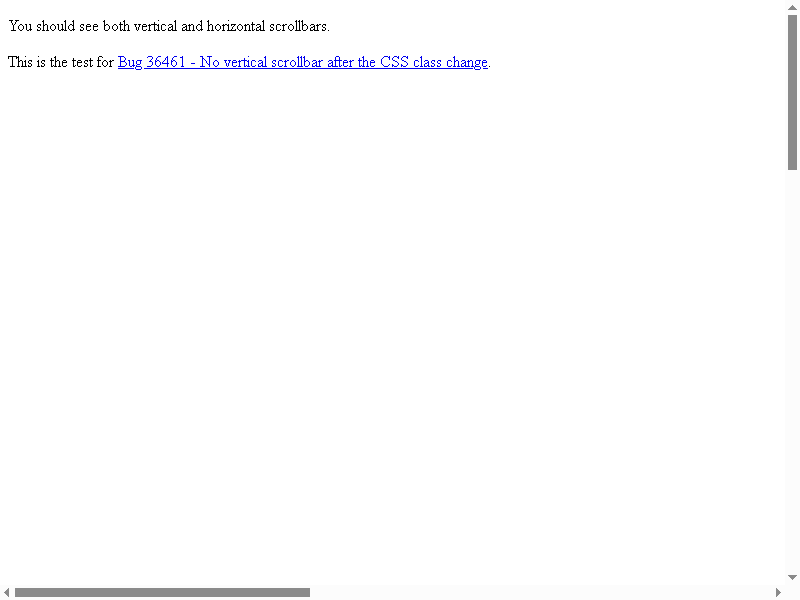 You should see both vertical and horizontal scrollbars.
This is the test for Bug 36461 - No vertical scrollbar after the CSS class change.